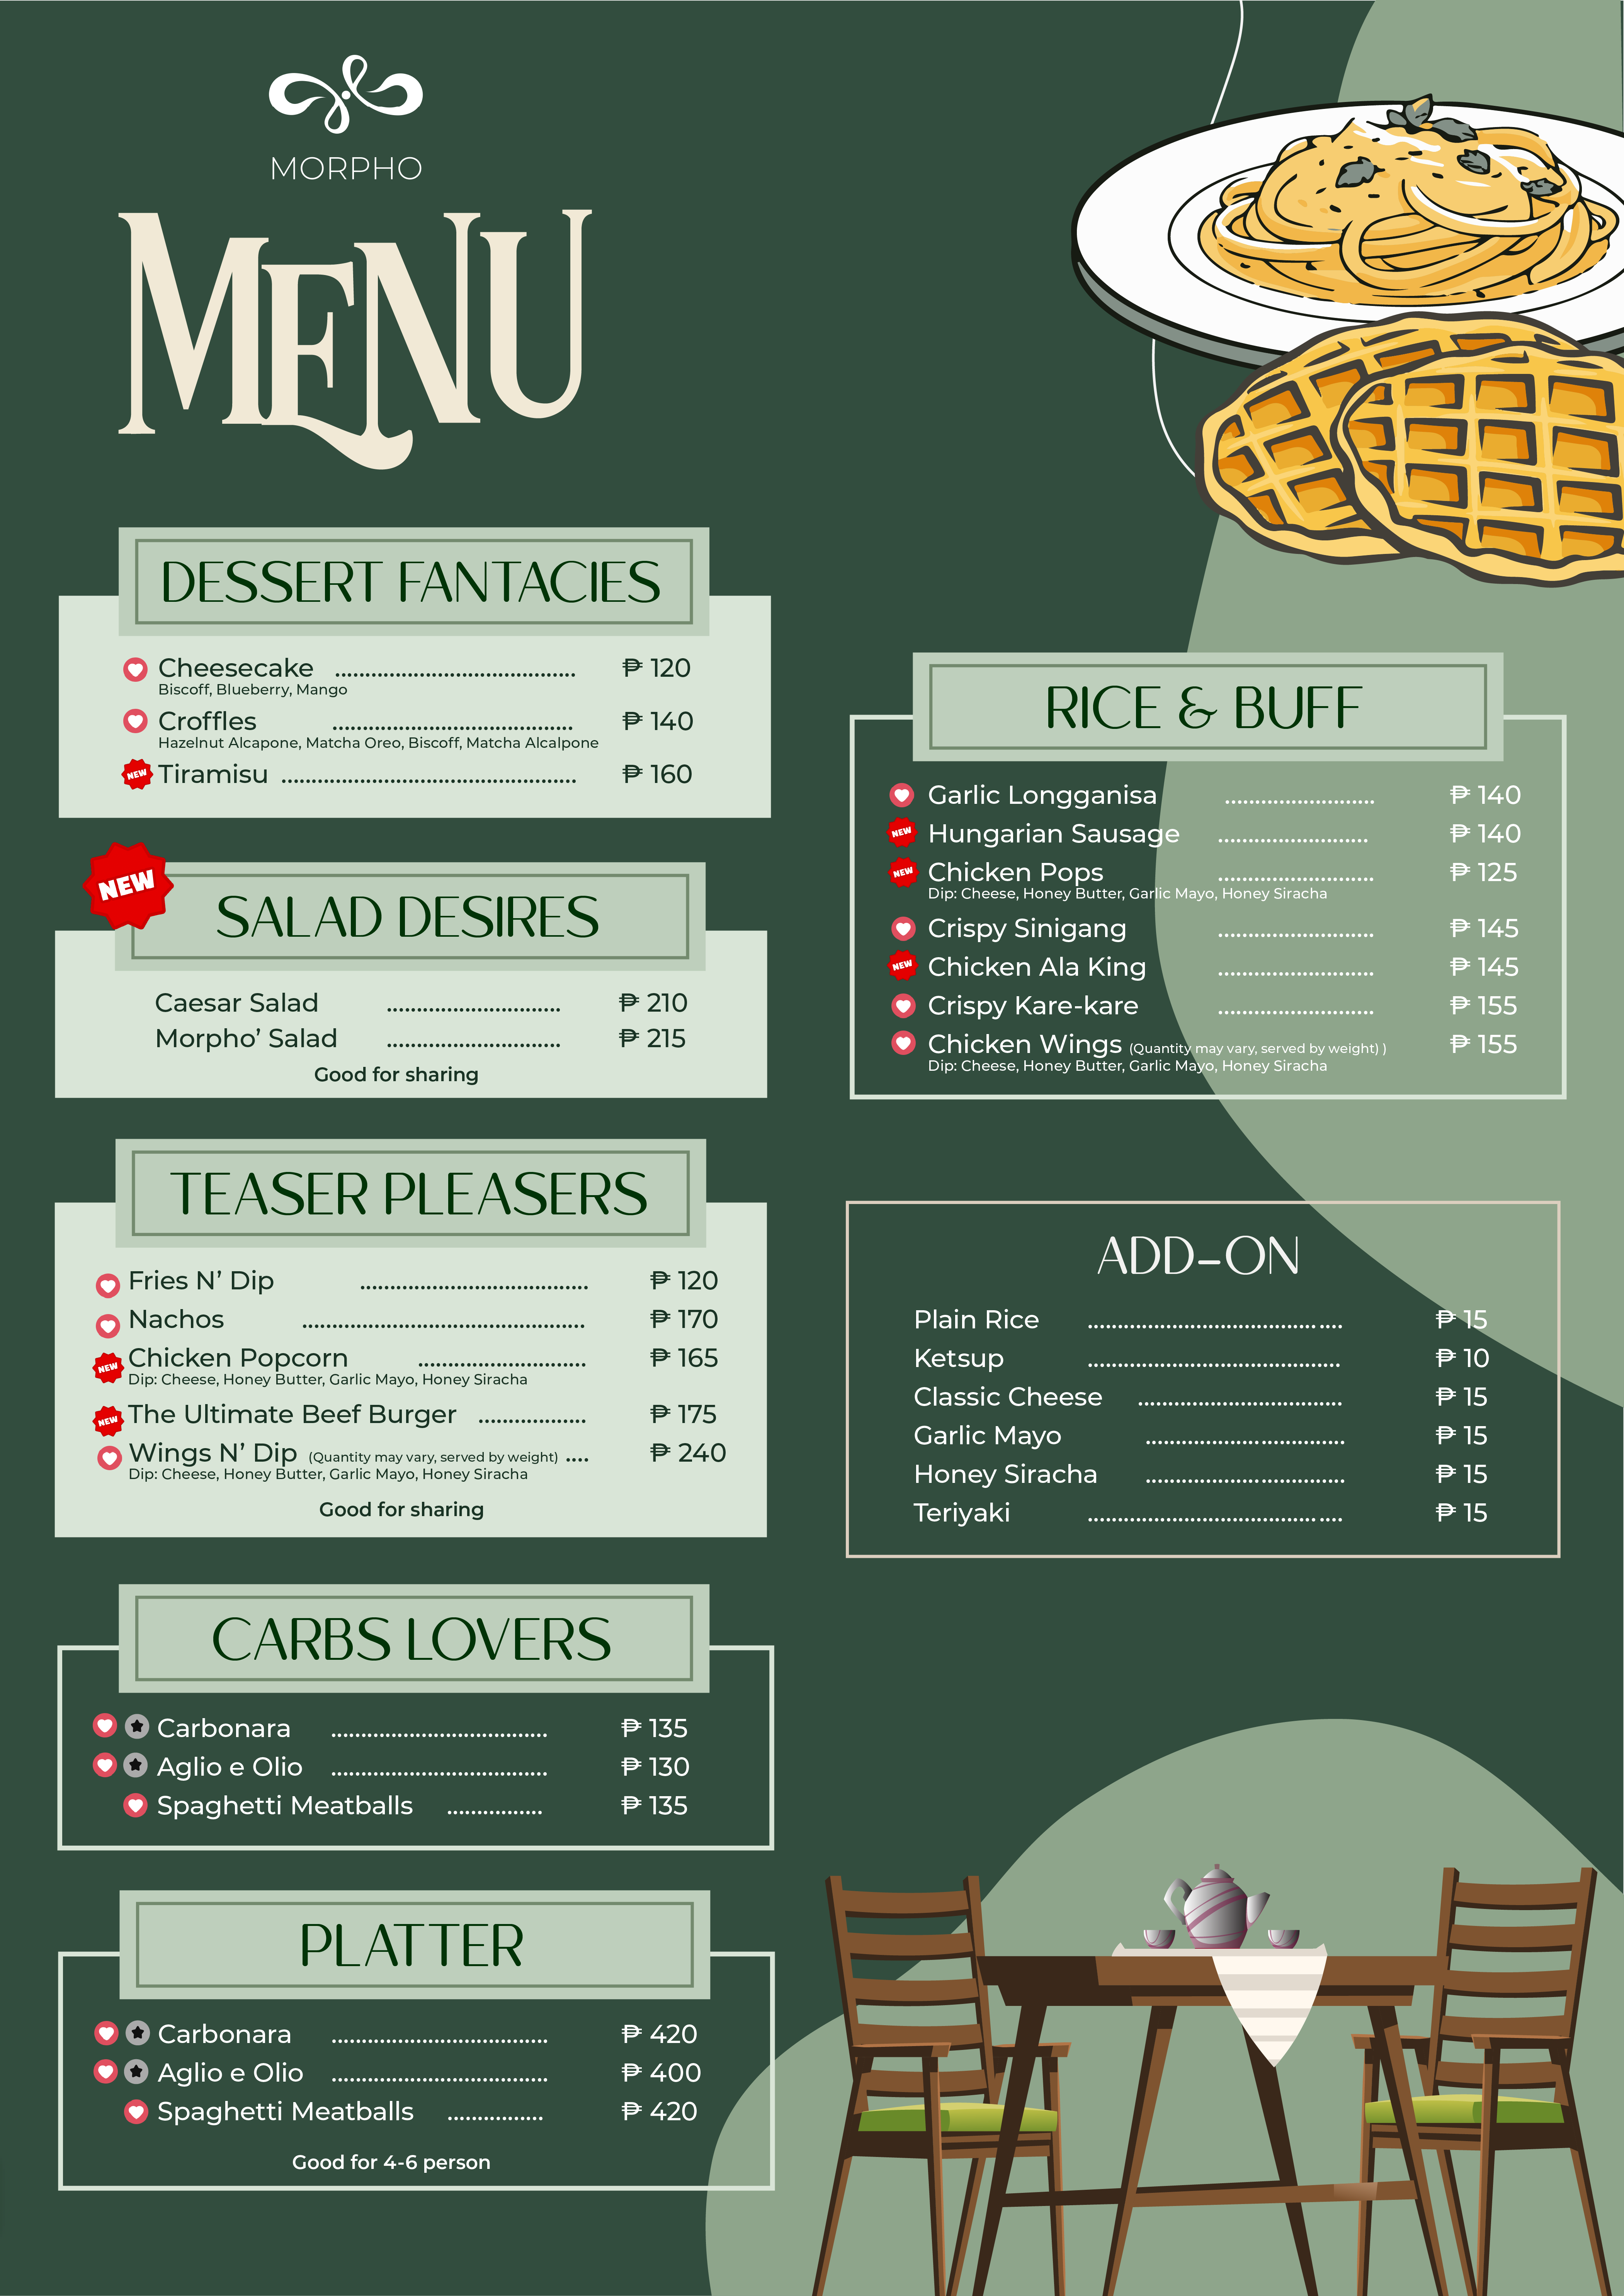 MORPHO
MENU
DESSERT FANTACIES
Cheesecake ........................................ ₱ 120
Biscoff, Blueberry, Mango
Croffles ........................................ ₱ 140
Hazelnut Alcapone, Matcha Oreo, Biscoff, Matcha Alcalpone
NEW Tiramisu ................................................. ₱ 160
NEW
SALAD DESIRES
Caesar Salad ............................. ₱ 210
Morpho’ Salad ............................. ₱ 215
Good for sharing
TEASER PLEASERS
Fries N’ Dip ...................................... ₱ 120
Nachos ............................................... ₱ 170
NEW Chicken Popcorn ............................ ₱ 165
Dip: Cheese, Honey Butter, Garlic Mayo, Honey Siracha
NEW The Ultimate Beef Burger .................. ₱ 175
Wings N’ Dip (Quantity may vary, served by weight) .... ₱ 240
Dip: Cheese, Honey Butter, Garlic Mayo, Honey Siracha
Good for sharing
CARBS LOVERS
Carbonara .................................... ₱ 135
Aglio e Olio .................................... ₱ 130
Spaghetti Meatballs ................ ₱ 135
PLATTER
Carbonara .................................... ₱ 420
Aglio e Olio .................................... ₱ 400
Spaghetti Meatballs ................ ₱ 420
Good for 4-6 person
RICE & BUFF
Garlic Longganisa ......................... ₱ 140
NEW Hungarian Sausage ......................... ₱ 140
NEW Chicken Pops .......................... ₱ 125
Dip: Cheese, Honey Butter, Garlic Mayo, Honey Siracha
Crispy Sinigang .......................... ₱ 145
NEW Chicken Ala King .......................... ₱ 145
Crispy Kare-kare .......................... ₱ 155
Chicken Wings (Quantity may vary, served by weight) ) ₱ 155
Dip: Cheese, Honey Butter, Garlic Mayo, Honey Siracha
ADD-ON
Plain Rice .......................................... ₱ 15
Ketsup .......................................... ₱ 10
Classic Cheese .................................. ₱ 15
Garlic Mayo ................................. ₱ 15
Honey Siracha ................................. ₱ 15
Teriyaki .......................................... ₱ 15